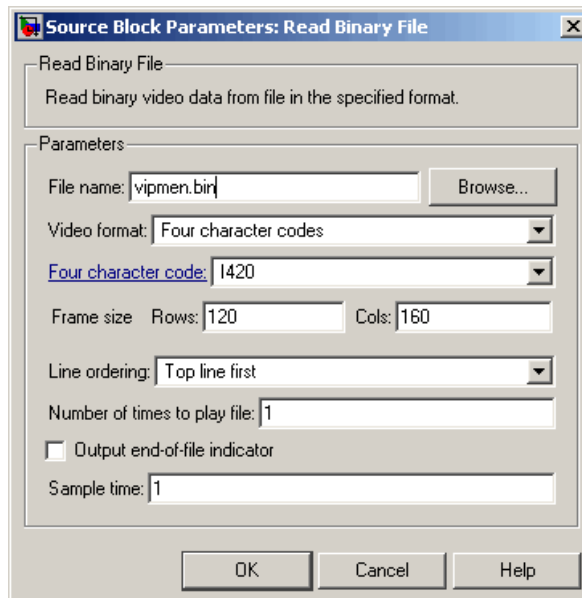 Source Block Parameters: Read Binary File
Read Binary File
Read binary video data from file in the specified format.
Parameters
File name: vipmen.bin Browse...
Video format: Four character codes
Four character code: I420
Frame size Rows: 120 Cols: 160
Line ordering: Top line first
Number of times to play file: 1
Output end-of-file indicator
Sample time: 1
OK Cancel Help